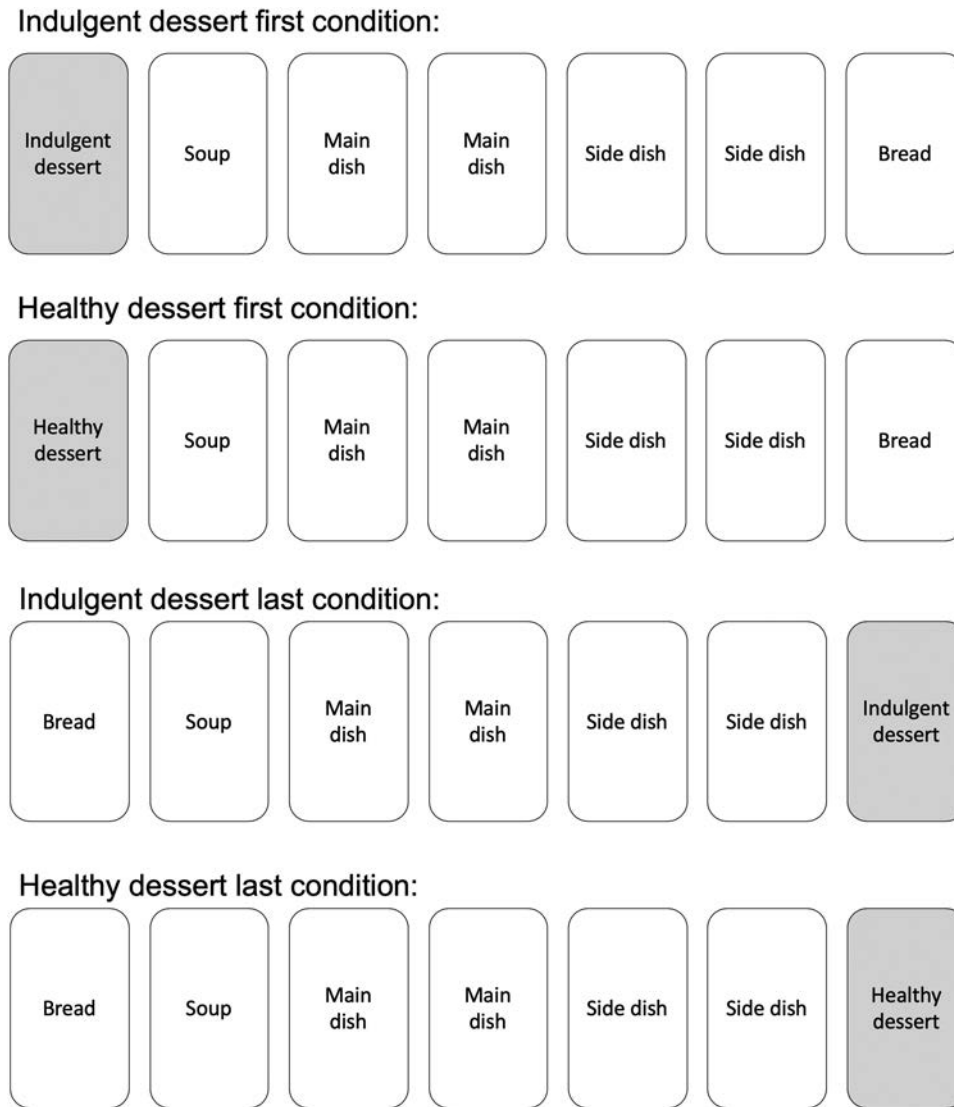 Indulgent dessert first condition:
Indulgent dessert
Soup
Main dish
Main dish
Side dish
Side dish
Bread
Healthy dessert first condition:
Healthy dessert
Soup
Main dish
Main dish
Side dish
Side dish
Bread
Indulgent dessert last condition:
Bread
Soup
Main dish
Main dish
Side dish
Side dish
Indulgent dessert
Healthy dessert last condition:
Bread
Soup
Main dish
Main dish
Side dish
Side dish
Healthy dessert